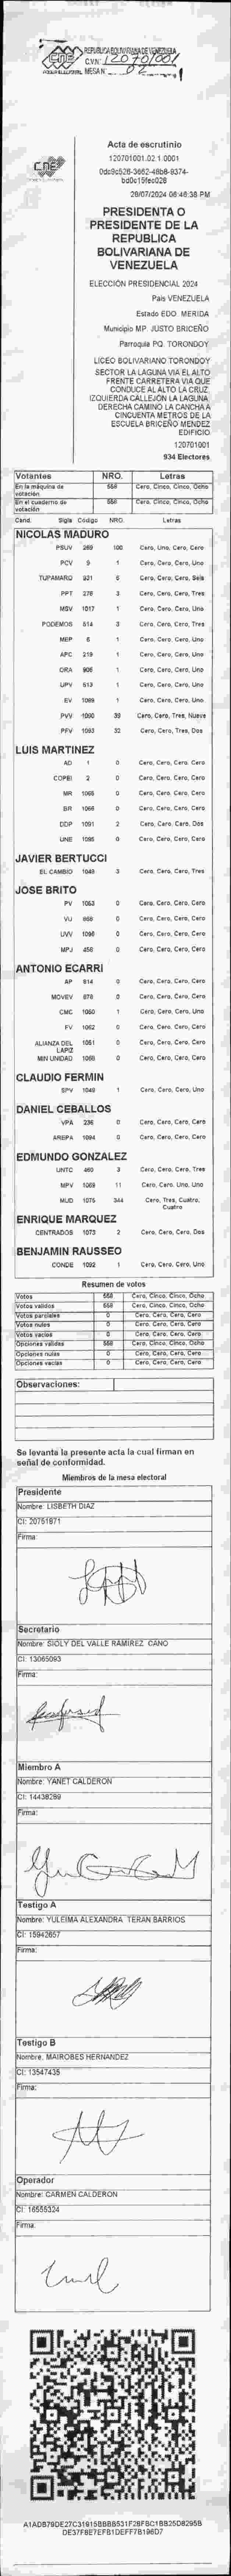 CNE
PODER ELECTORAL
REPUBLICA BOLIVARIANA DE VENEZUELA
C.V.N° 120701001
MESA N° 02
CNE
Acta de escrutinio
120701001.02.1.0001
28/07/2024 06:46:38 PM
PRESIDENTA O
PRESIDENTE DE LA
REPUBLICA
BOLIVARIANA DE
VENEZUELA
ELECCIÓN PRESIDENCIAL 2024
País VENEZUELA
Estado EDO. MERIDA
Municipio MP. JUSTO BRICEÑO
Parroquia PQ. TORONDOY
LICEO BOLIVARIANO TORONDOY
SECTOR LA LAGUNA VIA EL ALTO
FRENTE CARRETERA VIA QUE
CONDUCE AL ALTO LA CRUZ.
IZQUIERDA CALLEJÓN LA LAGUNA.
DERECHA CAMINO LA CANCHA A
CINCUENTA METROS DE LA
ESCUELA BRICEÑO MENDEZ
EDIFICIO
120701001
934 Electores
Votantes NRO. Letras
En la máquina de votación 558 Cero, Cinco, Cinco, Ocho
En el cuaderno de votación 558 Cero, Cinco, Cinco, Ocho
Cand. Sigla Código NRO. Letras
NICOLAS MADURO
PSUV 269 100 Cero, Uno, Cero, Cero
PCV 9 1 Cero, Cero, Cero, Uno
TUPAMARO 921 6 Cero, Cero, Cero, Seis
PPT 278 3 Cero, Cero, Cero, Tres
MSV 1017 1 Cero, Cero, Cero, Uno
PODEMOS 514 3 Cero, Cero, Cero, Tres
MEP 6 1 Cero, Cero, Cero, Uno
APC 219 1 Cero, Cero, Cero, Uno
ORA 906 1 Cero, Cero, Cero, Uno
UPV 513 1 Cero, Cero, Cero, Uno
EV 1089 1 Cero, Cero, Cero, Uno
PVV 1090 39 Cero, Cero, Tres, Nueve
PFV 1093 32 Cero, Cero, Tres, Dos
LUIS MARTINEZ
AD 1 0 Cero, Cero, Cero, Cero
COPEI 2 0 Cero, Cero, Cero, Cero
MR 1065 0 Cero, Cero, Cero, Cero
BR 1066 0 Cero, Cero, Cero, Cero
DDP 1091 2 Cero, Cero, Cero, Dos
UNE 1095 0 Cero, Cero, Cero, Cero
JAVIER BERTUCCI
EL CAMBIO 1048 3 Cero, Cero, Cero, Tres
JOSE BRITO
PV 1053 0 Cero, Cero, Cero, Cero
VU 868 0 Cero, Cero, Cero, Cero
UVV 1096 0 Cero, Cero, Cero, Cero
MPJ 458 0 Cero, Cero, Cero, Cero
ANTONIO ECARRI
AP 814 0 Cero, Cero, Cero, Cero
MOVEV 878 0 Cero, Cero, Cero, Cero
CMC 1060 1 Cero, Cero, Cero, Uno
FV 1062 0 Cero, Cero, Cero, Cero
ALIANZA DEL LAPIZ 1051 0 Cero, Cero, Cero, Cero
MIN UNIDAD 1068 0 Cero, Cero, Cero, Cero
CLAUDIO FERMIN
SPV 1049 1 Cero, Cero, Cero, Uno
DANIEL CEBALLOS
VPA 236 0 Cero, Cero, Cero, Cero
AREPA 1094 0 Cero, Cero, Cero, Cero
EDMUNDO GONZALEZ
UNTC 460 3 Cero, Cero, Cero, Tres
MPV 1069 11 Cero, Cero, Uno, Uno
MUD 1075 344 Cero, Tres, Cuatro,
Cuatro
ENRIQUE MARQUEZ
CENTRADOS 1073 2 Cero, Cero, Cero, Dos
BENJAMIN RAUSSEO
CONDE 1092 1 Cero, Cero, Cero, Uno
Resumen de votos
Votos 558 Cero, Cinco, Cinco, Ocho
Votos validos 558 Cero, Cinco, Cinco, Ocho
Votos parciales 0 Cero, Cero, Cero, Cero
Votos nulos 0 Cero, Cero, Cero, Cero
Votos vacios 0 Cero, Cero, Cero, Cero
Opciones validas 558 Cero, Cinco, Cinco, Ocho
Opciones nulas 0 Cero, Cero, Cero, Cero
Opciones vacias 0 Cero, Cero, Cero, Cero
Observaciones:
Se levanta la presente acta la cual firman en
señal de conformidad.
Miembros de la mesa electoral
Presidente
Nombre: LISBETH DIAZ
CI: 20751871
Firma:
Secretario
Nombre: SIOLY DEL VALLE RAMIREZ CANO
CI: 13065093
Firma:
Miembro A
Nombre: YANET CALDERON
CI: 14438289
Firma:
Testigo A
Nombre: YULEIMA ALEXANDRA TERAN BARRIOS
CI: 15942657
Firma:
Testigo B
Nombre: MAIROBES HERNANDEZ
CI: 13547435
Firma:
Operador
Nombre: CARMEN CALDERON
CI: 16555324
Firma: